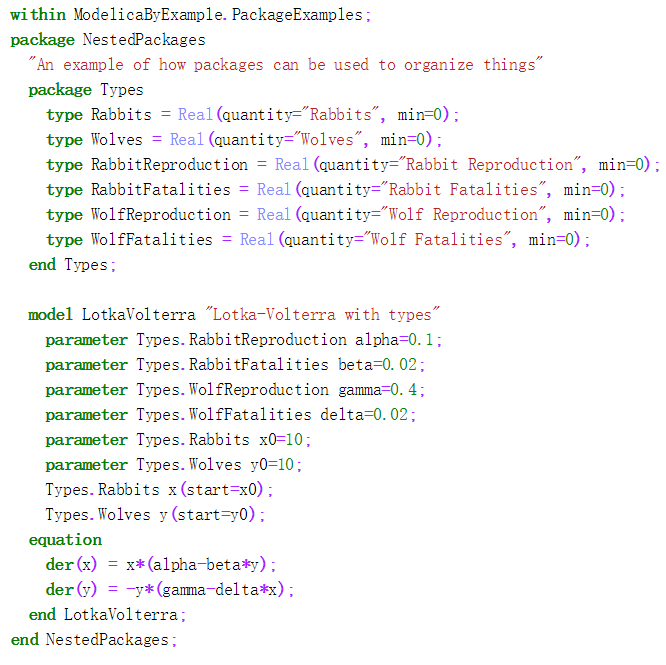 within ModelicaByExample.PackageExamples;
package NestedPackages
  "An example of how packages can be used to organize things"
  package Types
    type Rabbits = Real(quantity="Rabbits", min=0);
    type Wolves = Real(quantity="Wolves", min=0);
    type RabbitReproduction = Real(quantity="Rabbit Reproduction", min=0);
    type RabbitFatalities = Real(quantity="Rabbit Fatalities", min=0);
    type WolfReproduction = Real(quantity="Wolf Reproduction", min=0);
    type WolfFatalities = Real(quantity="Wolf Fatalities", min=0);
  end Types;

  model LotkaVolterra "Lotka-Volterra with types"
    parameter Types.RabbitReproduction alpha=0.1;
    parameter Types.RabbitFatalities beta=0.02;
    parameter Types.WolfReproduction gamma=0.4;
    parameter Types.WolfFatalities delta=0.02;
    parameter Types.Rabbits x0=10;
    parameter Types.Wolves y0=10;
    Types.Rabbits x(start=x0);
    Types.Wolves y(start=y0);
  equation
    der(x) = x*(alpha-beta*y);
    der(y) = -y*(gamma-delta*x);
  end LotkaVolterra;
end NestedPackages;